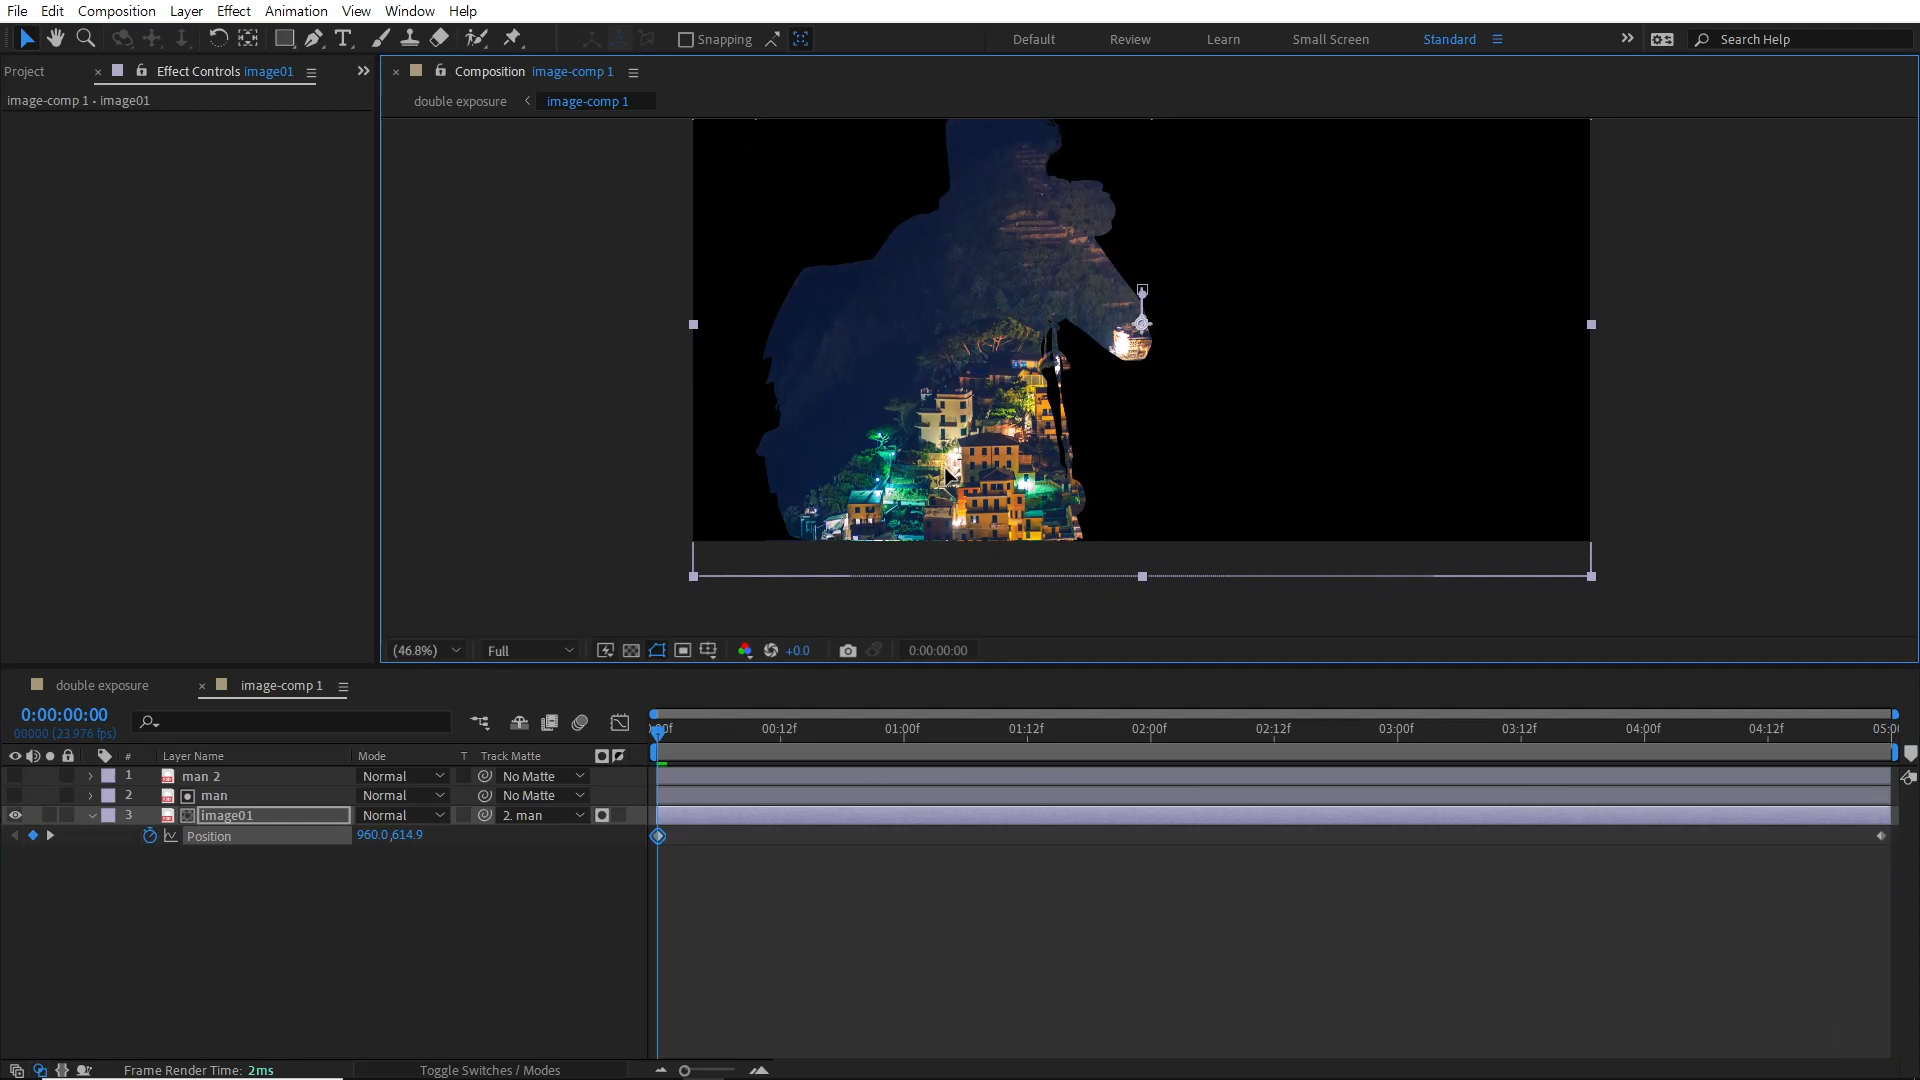 File Edit Composition Layer Effect Animation View Window Help
Snapping Default Review Learn Small Screen Standard Search Help
Project × Effect Controls image01 × Composition image-comp 1
image-comp 1 • image01 double exposure image-comp 1
(46.8%) Full +0.0 0:00:00:00
double exposure × image-comp 1
0:00:00:00
00000 (23.976 fps)
00:12f 01:00f 01:12f 02:00f 02:12f 03:00f 03:12f 04:00f 04:12f
# Layer Name Mode T Track Matte
1 man 2 Normal No Matte
2 man Normal No Matte
3 image01 Normal 2. man
Position 960.0,614.9
Frame Render Time: 2ms Toggle Switches / Modes